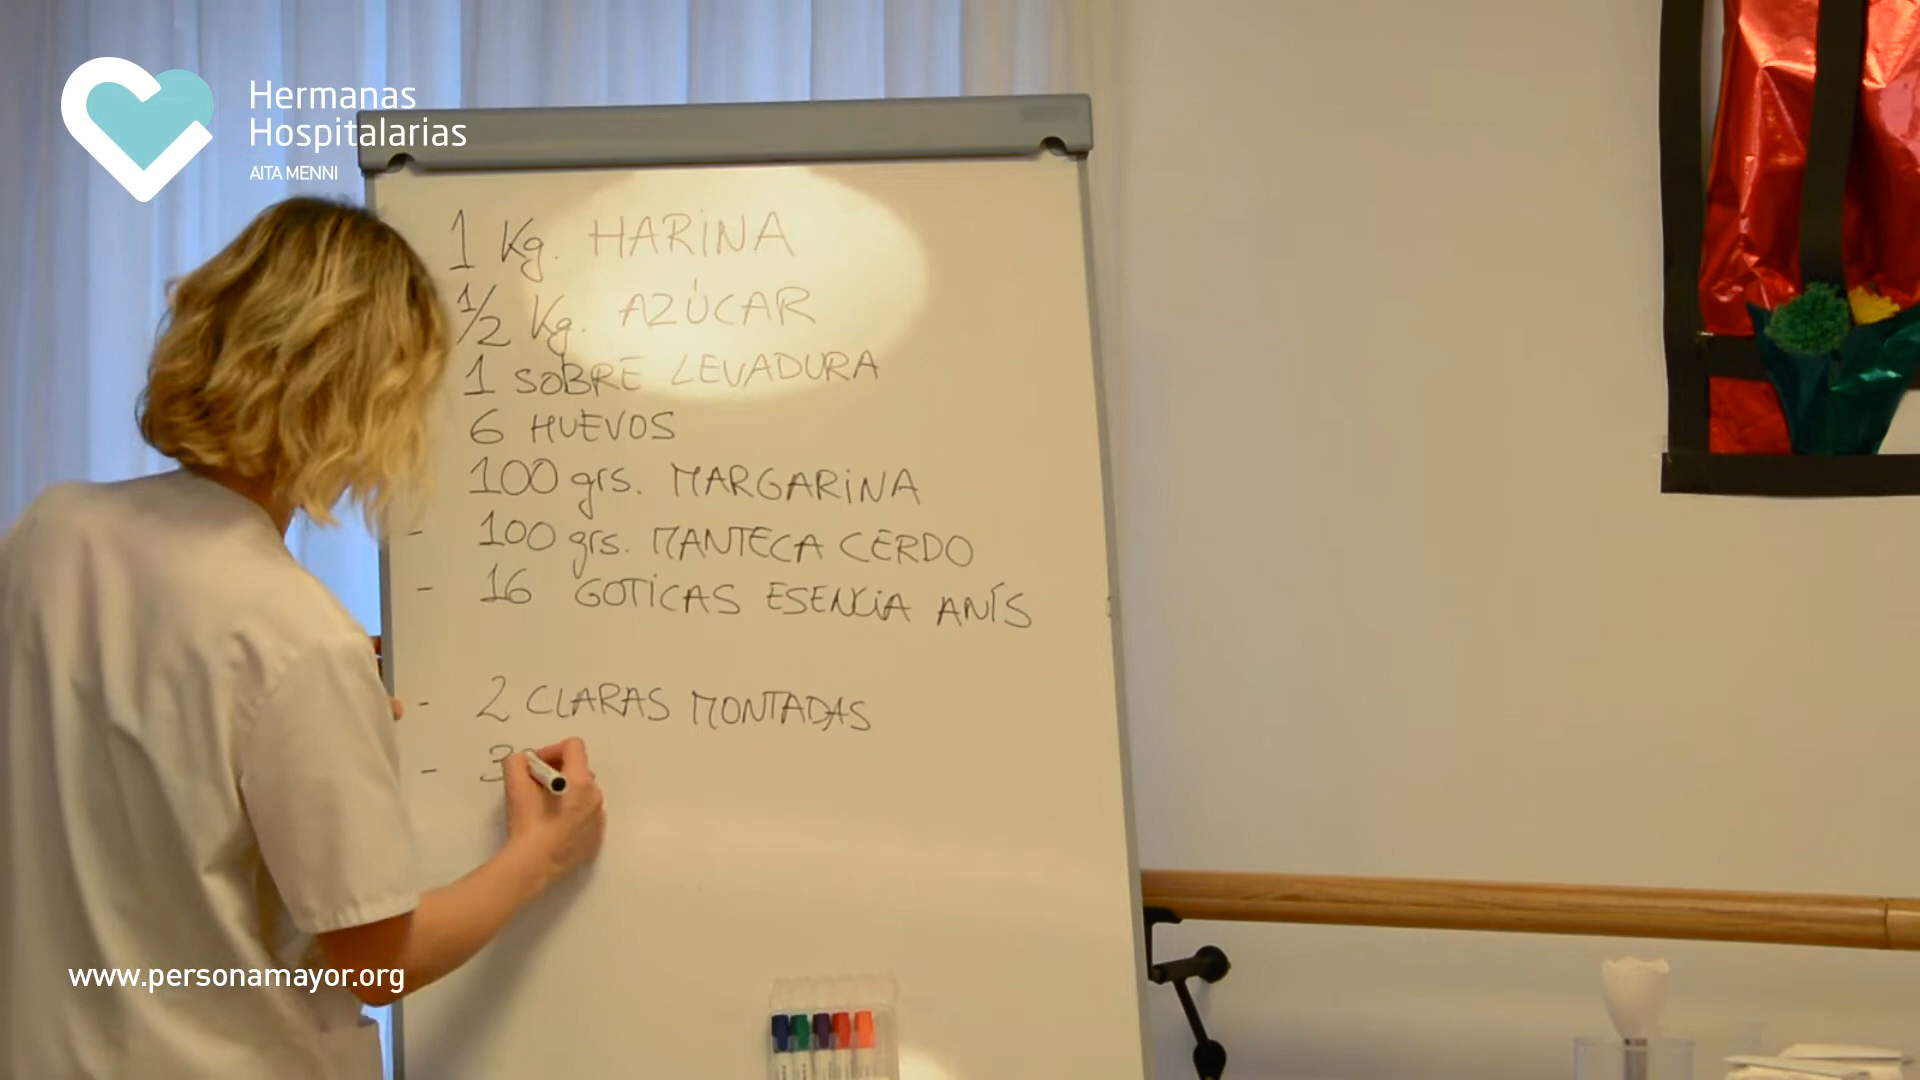 Hermanas
Hospitalarias
AITA MENNI
1 Kg. HARINA
1/2 Kg. AZÚCAR
1 SOBRE LEVADURA
6 HUEVOS
100 grs. MARGARINA
- 100 grs. MANTECA CERDO
- 16 GOTICAS ESENCIA ANÍS
- 2 CLARAS MONTADAS
- 3
www.personamayor.org